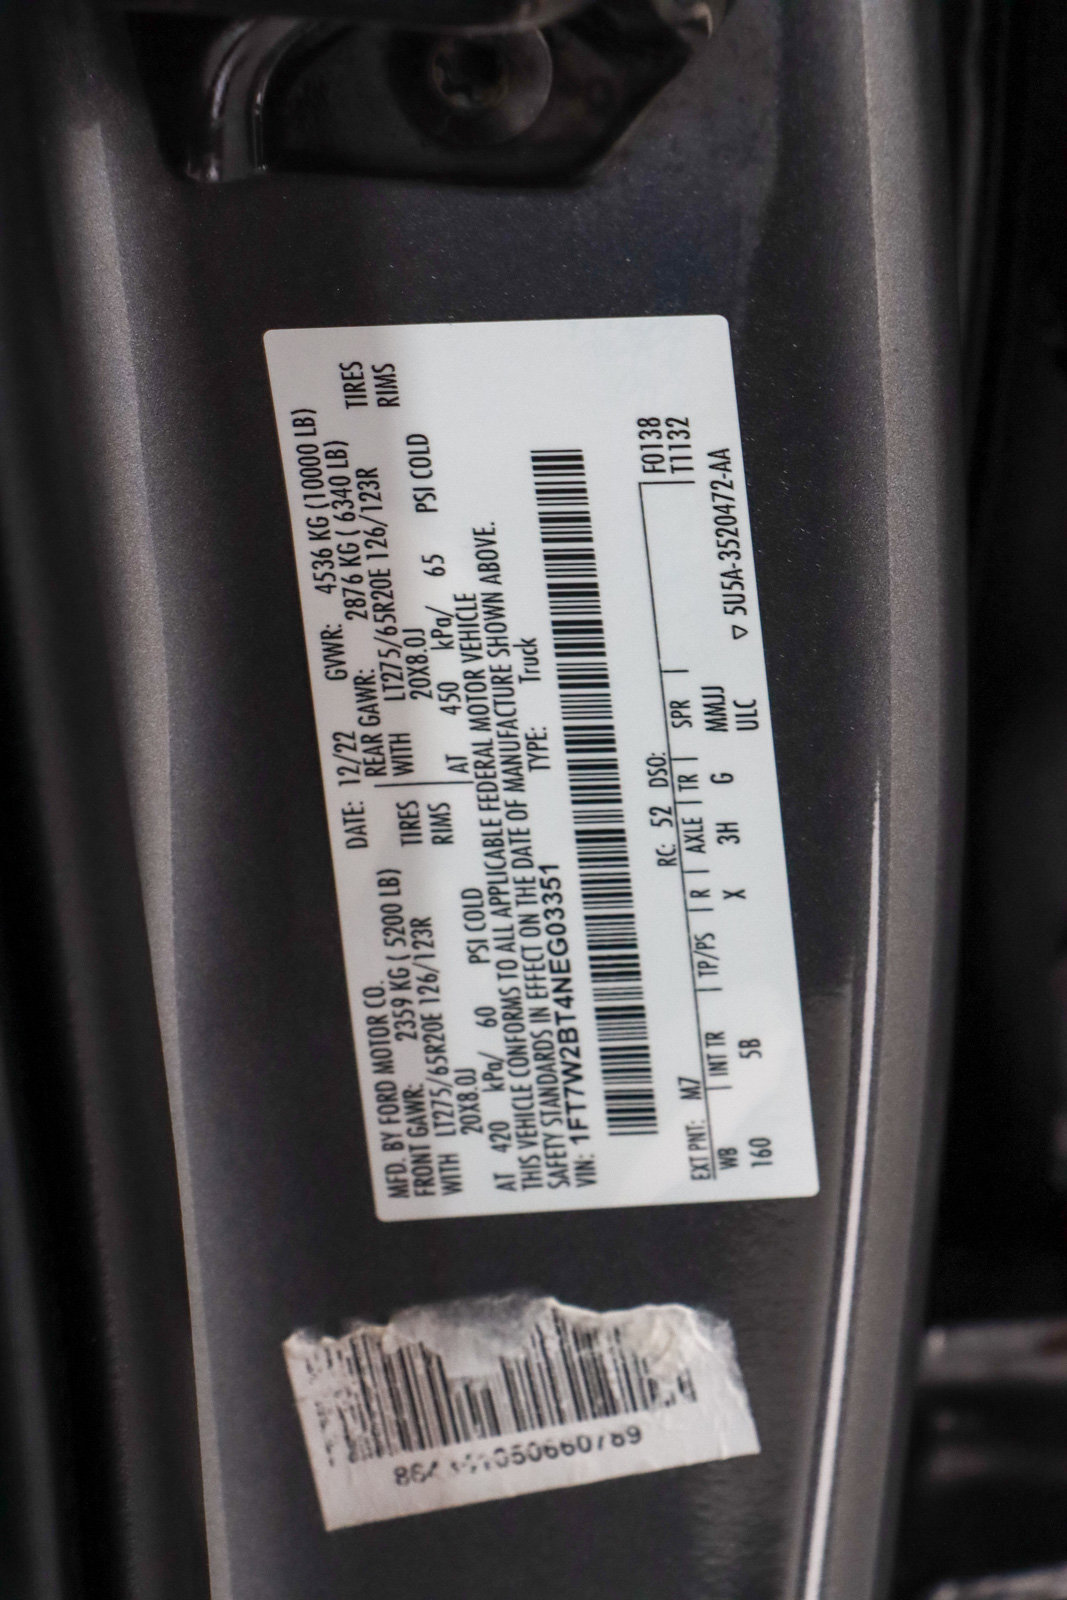 MFD. BY FORD MOTOR CO. DATE: 12/22 GVWR: 4536 KG (10000 LB)
FRONT GAWR: 2359 KG ( 5200 LB) REAR GAWR: 2876 KG ( 6340 LB)
WITH LT275/65R20E 126/123R TIRES WITH LT275/65R20E 126/123R TIRES
20X8.0J RIMS 20X8.0J RIMS
AT 420 kPa/ 60 PSI COLD AT 450 kPa/ 65 PSI COLD
THIS VEHICLE CONFORMS TO ALL APPLICABLE FEDERAL MOTOR VEHICLE
SAFETY STANDARDS IN EFFECT ON THE DATE OF MANUFACTURE SHOWN ABOVE.
VIN: 1FT7W2BT4NEG03351 TYPE: Truck
F0138
T1132
EXT PNT: M7 RC: 52 DSO:
WB INT TR TP/PS R AXLE TR SPR
160 5B X 3H G MMJJ
ULC
▽ 5U5A-3520472-AA
050660789